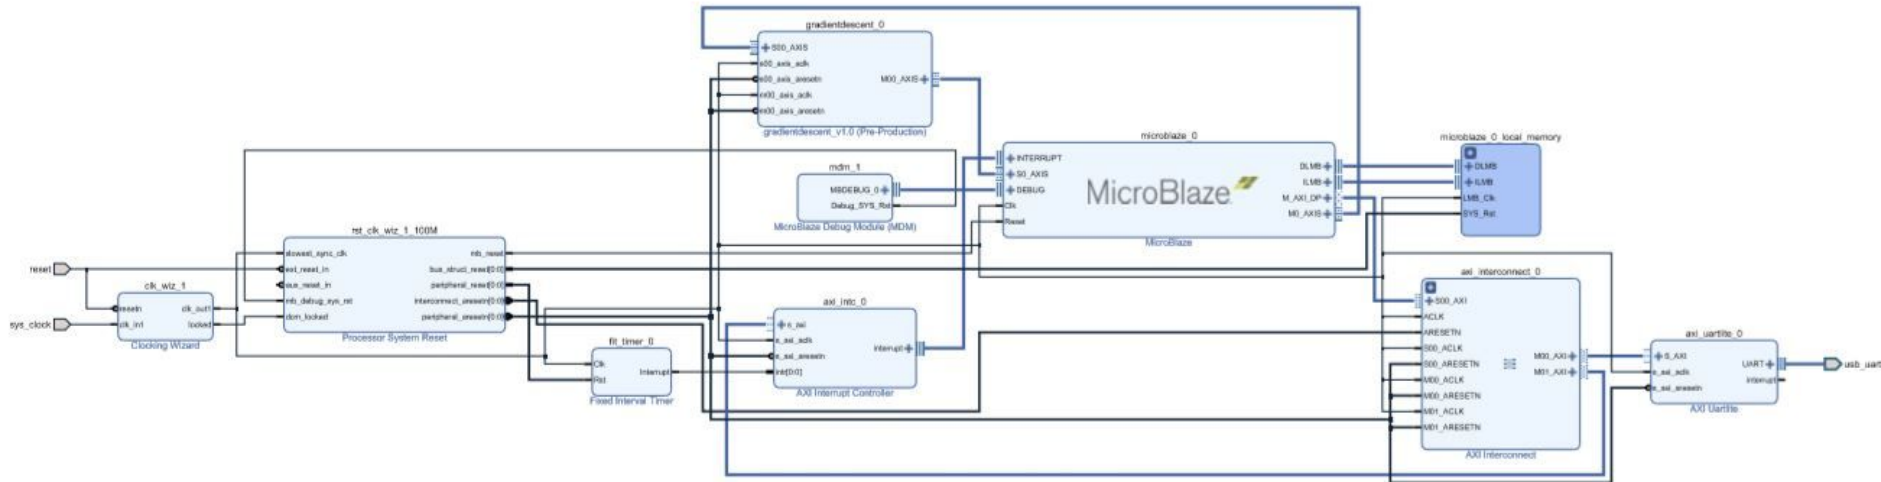 gradientdescent_0
S00_AXIS
s00_axis_aclk
s00_axis_aresetn
m00_axis_aclk
m00_axis_aresetn
M00_AXIS
gradientdescent_v1.0 (Pre-Production)
mdm_1
MBDEBUG_0
Debug_SYS_Rst
MicroBlaze Debug Module (MDM)
microblaze_0
INTERRUPT
S0_AXIS
DEBUG
Clk
Reset
MicroBlaze
DLMB
ILMB
M_AXI_DP
M0_AXIS
MicroBlaze
microblaze_0_local_memory
DLMB
ILMB
LMB_Clk
SYS_Rst
reset
sys_clock
clk_wiz_1
resetn
clk_in1
clk_out1
locked
Clocking Wizard
rst_clk_wiz_1_100M
slowest_sync_clk
ext_reset_in
aux_reset_in
mb_debug_sys_rst
dcm_locked
mb_reset
bus_struct_reset[0:0]
peripheral_reset[0:0]
interconnect_aresetn[0:0]
peripheral_aresetn[0:0]
Processor System Reset
fit_timer_0
Clk
Rst
Interrupt
Fixed Interval Timer
axi_intc_0
s_axi
s_axi_aclk
s_axi_aresetn
intr[0:0]
interrupt
AXI Interrupt Controller
axi_interconnect_0
S00_AXI
ACLK
ARESETN
S00_ACLK
S00_ARESETN
M00_ACLK
M00_ARESETN
M01_ACLK
M01_ARESETN
M00_AXI
M01_AXI
AXI Interconnect
axi_uartlite_0
S_AXI
s_axi_aclk
s_axi_aresetn
UART
interrupt
AXI Uartlite
usb_uart